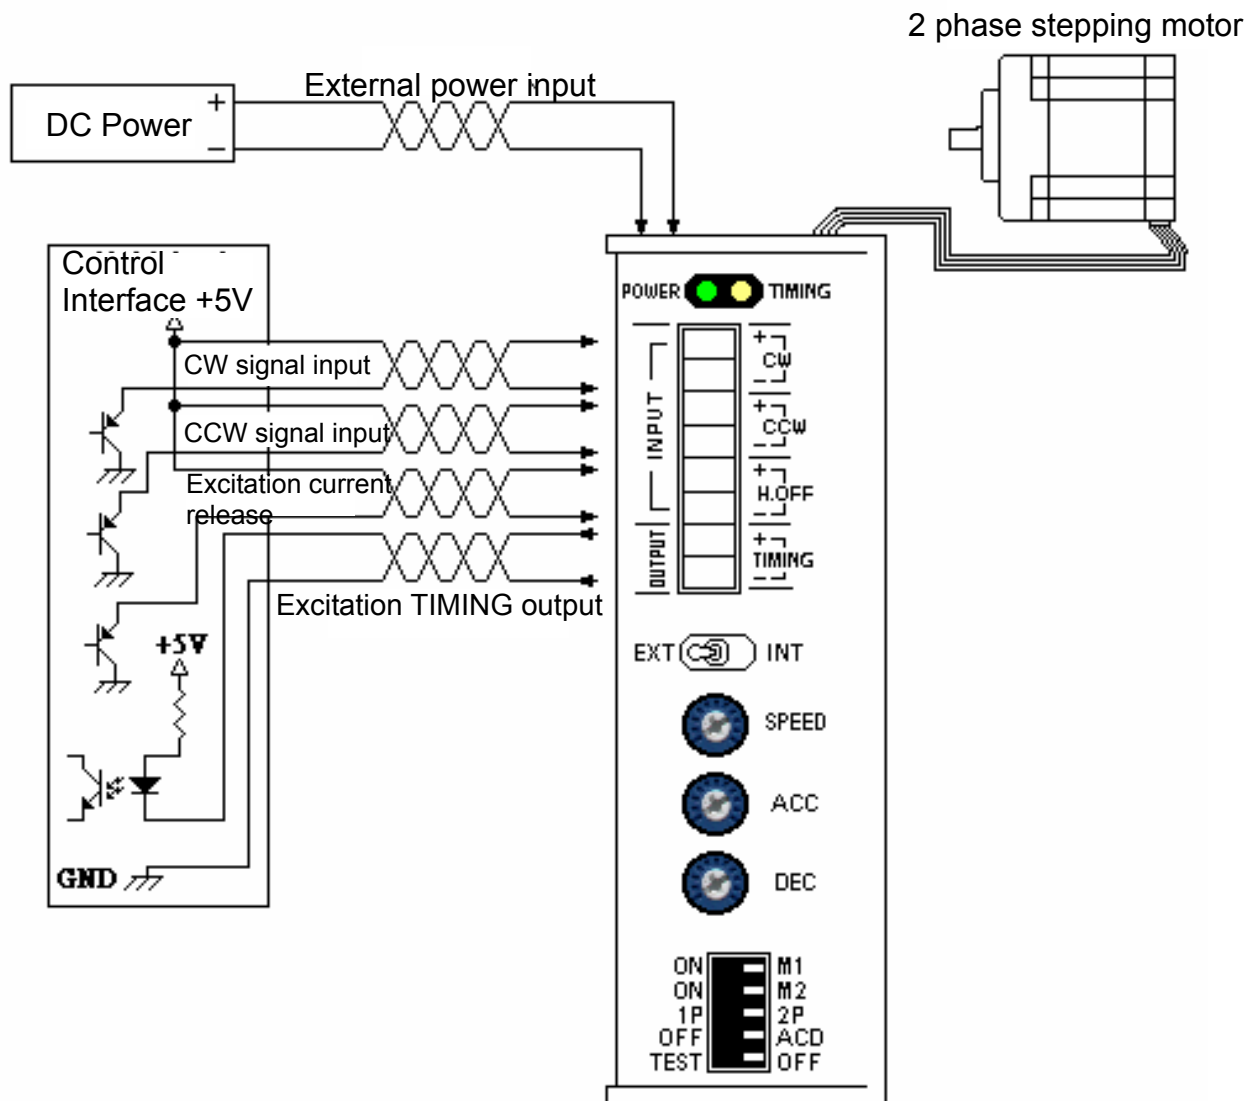 2 phase stepping motor
External power input
DC Power
+
−
Control
Interface +5V
CW signal input
CCW signal input
Excitation current
release
Excitation TIMING output
+5V
GND
POWER TIMING
INPUT
OUTPUT
+
CW
-
+
CCW
-
+
H.OFF
-
+
TIMING
-
EXT INT
SPEED
ACC
DEC
ON M1
ON M2
1P 2P
OFF ACD
TEST OFF